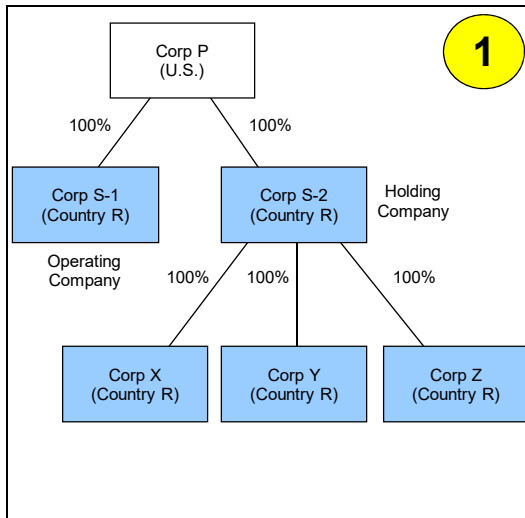 1
Corp P
(U.S.)
100%
100%
Corp S-1
(Country R)
Corp S-2
(Country R)
Holding
Company
Operating
Company
100%
100%
100%
Corp X
(Country R)
Corp Y
(Country R)
Corp Z
(Country R)